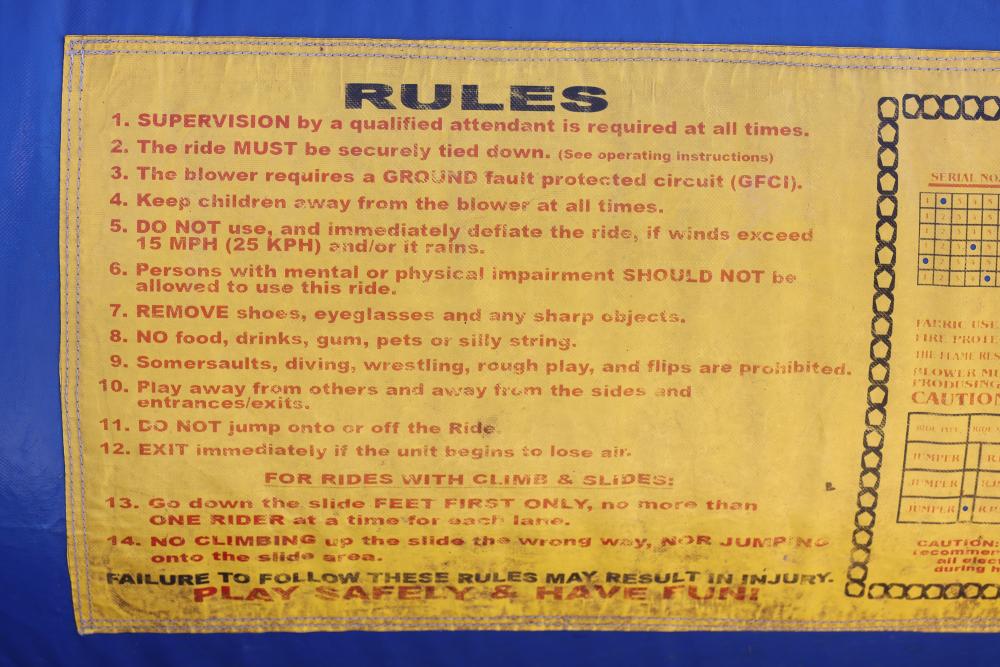 RULES
1. SUPERVISION by a qualified attendant is required at all times.
2. The ride MUST be securely tied down. (See operating instructions)
3. The blower requires a GROUND fault protected circuit (GFCI).
4. Keep children away from the blower at all times.
5. DO NOT use, and immediately deflate the ride, if winds exceed
15 MPH (25 KPH) and/or it rains.
6. Persons with mental or physical impairment SHOULD NOT be
allowed to use this ride.
7. REMOVE shoes, eyeglasses and any sharp objects.
8. NO food, drinks, gum, pets or silly string.
9. Somersaults, diving, wrestling, rough play, and flips are prohibited.
10. Play away from others and away from the sides and
entrances/exits.
11. DO NOT jump onto or off the Ride.
12. EXIT immediately if the unit begins to lose air.
FOR RIDES WITH CLIMB & SLIDES:
13. Go down the slide FEET FIRST ONLY, no more than
ONE RIDER at a time for each lane.
14. NO CLIMBING up the slide the wrong way, NOR JUMPING
onto the slide area.
FAILURE TO FOLLOW THESE RULES MAY RESULT IN INJURY.
PLAY SAFELY & HAVE FUN!
SERIAL NO.
FABRIC
FIRE
THE FLAME
BLOWER
CAUTION
RIDE TYPE
JUMPER
JUMPER
JUMPER
CAUTION:
all
during